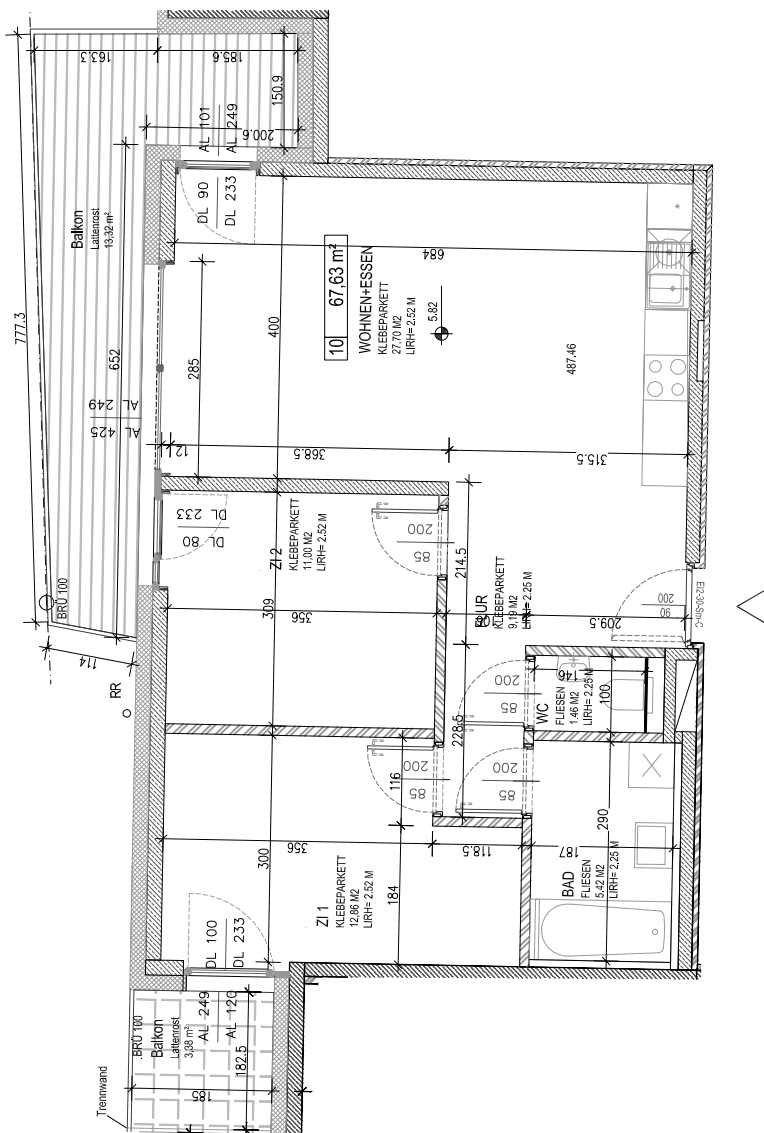 163.3
185.6
150.9
200.6
AL 101
AL 249
777.3
Balkon
Lattenrost
13,32 m²
652
AL 249
AL 425
DL 90
DL 233
684
400
285
10 67,63 m²
WOHNEN+ESSEN
KLEBEPARKETT
27,70 M2
LIRH= 2.52 M
5.82
487.46
12
368.5
315.5
DL 233
DL 80
ZI 2
KLEBEPARKETT
11,00 M2
LIRH= 2.52 M
200
85
214.5
309
356
KLEBEPARKETT
9,19 M2
LIRH= 2.25 M
209.5
200
90
EI2-30-Sm-C
BRÜ 100
114
RR
200
85
228.5
WC
FLIESEN
1.46 M2
LIRH= 2.25 M
146
100
116
200
85
200
85
300
356
118.5
187
290
184
ZI 1
KLEBEPARKETT
12,86 M2
LIRH= 2.52 M
BAD
FLIESEN
5.42 M2
LIRH= 2,25 M
DL 100
DL 233
BRÜ 100
Balkon
Lattenrost
3,38 m²
AL 249
AL 120
182.5
185
Trennwand